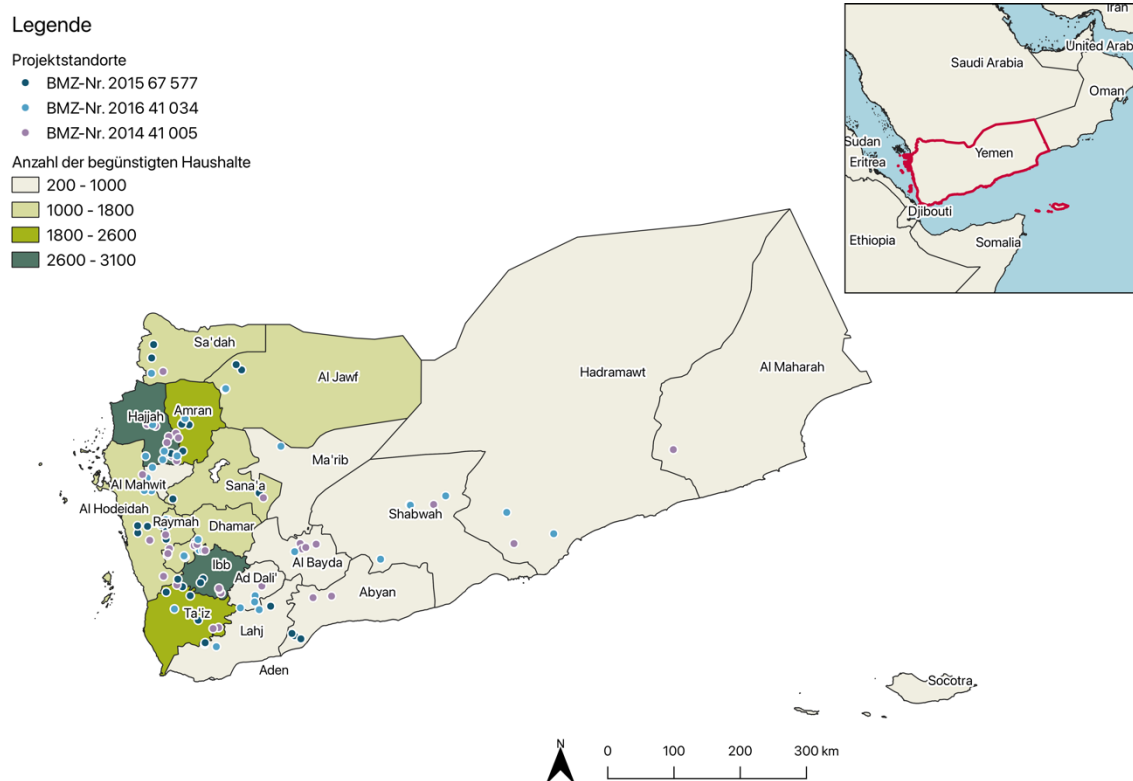 Legende
Projektstandorte
BMZ-Nr. 2015 67 577
BMZ-Nr. 2016 41 034
BMZ-Nr. 2014 41 005
Anzahl der begünstigten Haushalte
200 - 1000
1000 - 1800
1800 - 2600
2600 - 3100
Iran
United Arab
Saudi Arabia
Oman
Sudan
Eritrea
Yemen
Djibouti
Ethiopia
Somalia
Sa'dah
Al Jawf
Hadramawt
Al Maharah
Hajjah
Amran
Ma'rib
Al Mahwit
Sana'a
Al Hodeidah
Shabwah
Raymah
Dhamar
Ibb
Al Bayda
Ad Dali'
Abyan
Ta'iz
Lahj
Aden
Socotra
N
0 100 200 300 km